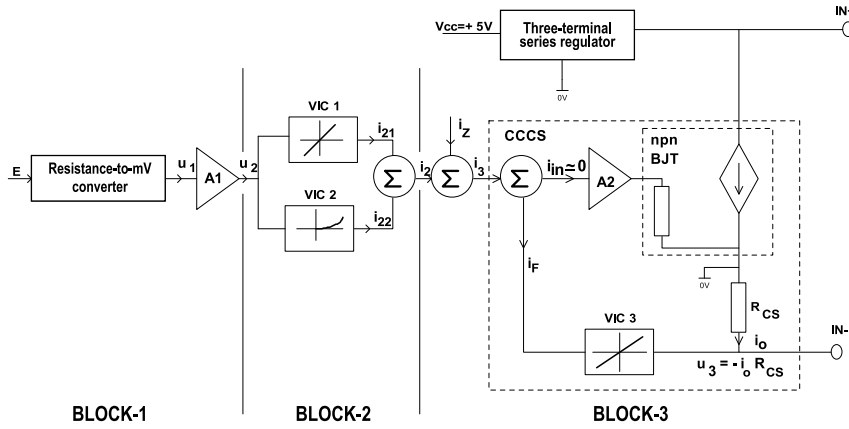 IN+
Vcc=+ 5V
Three-terminal
series regulator
0V
VIC 1
i21
iZ
CCCS
npn
BJT
E
Resistance-to-mV
converter
u1
A1
u2
Σ
i2
Σ
i3
Σ
iin≃0
A2
VIC 2
i22
iF
0V
RCS
VIC 3
io
IN-
u3 = -io RCS
BLOCK-1
BLOCK-2
BLOCK-3